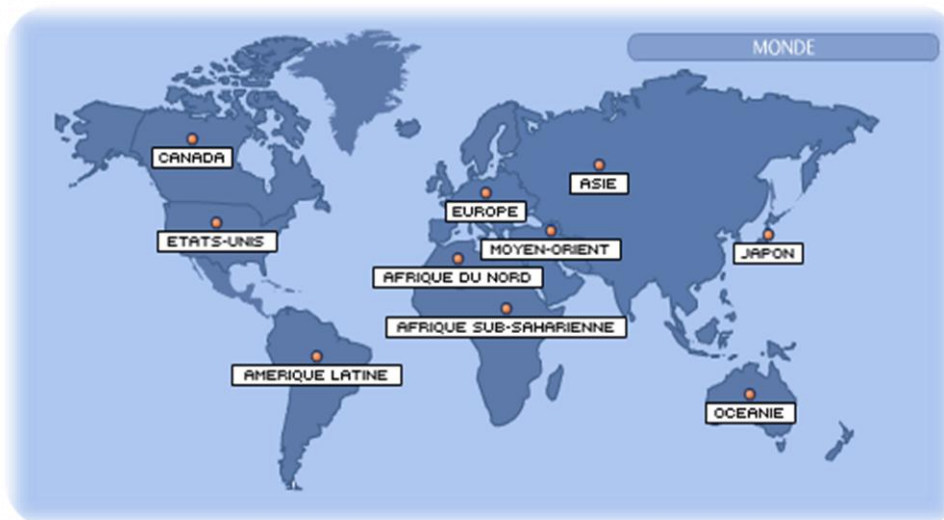 MONDE
CANADA
ASIE
EUROPE
ETATS-UNIS
MOYEN-ORIENT
JAPON
AFRIQUE DU NORD
AFRIQUE SUB-SAHARIENNE
AMERIQUE LATINE
OCEANIE